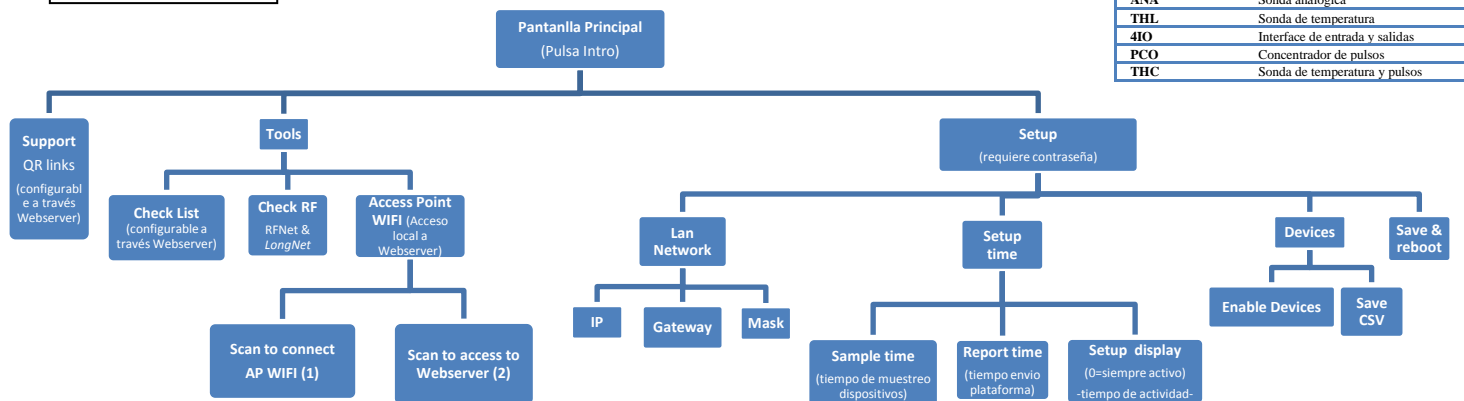 ANA Sonda analógica
THL Sonda de temperatura
4IO Interface de entrada y salidas
PCO Concentrador de pulsos
THC Sonda de temperatura y pulsos
Pantanlla Principal
(Pulsa Intro)
Support
QR links
(configurabl
e a través
Webserver)
Tools
Setup
(requiere contraseña)
Check List
(configurable a
través Webserver)
Check RF
RFNet &
LongNet
Access Point
WIFI (Acceso
local a
Webserver)
Lan
Network
Setup
time
Devices
Save &
reboot
Scan to connect
AP WIFI (1)
Scan to access to
Webserver (2)
IP
Gateway
Mask
Sample time
(tiempo de muestreo
dispositivos)
Report time
(tiempo envio
plataforma)
Setup display
(0=siempre activo)
-tiempo de actividad-
Enable Devices
Save
CSV